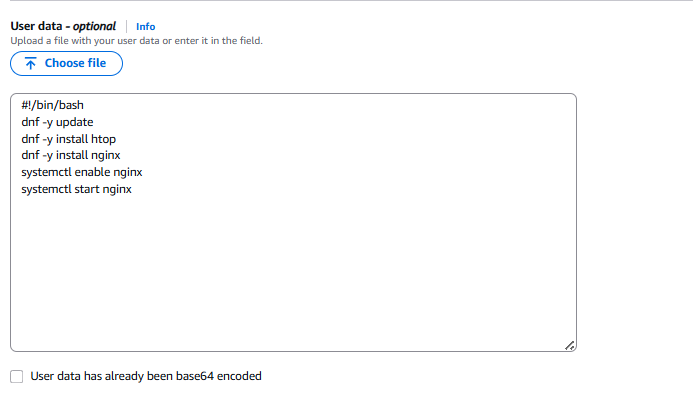 User data - optional | Info
Upload a file with your user data or enter it in the field.
Choose file
#!/bin/bash
dnf -y update
dnf -y install htop
dnf -y install nginx
systemctl enable nginx
systemctl start nginx
User data has already been base64 encoded